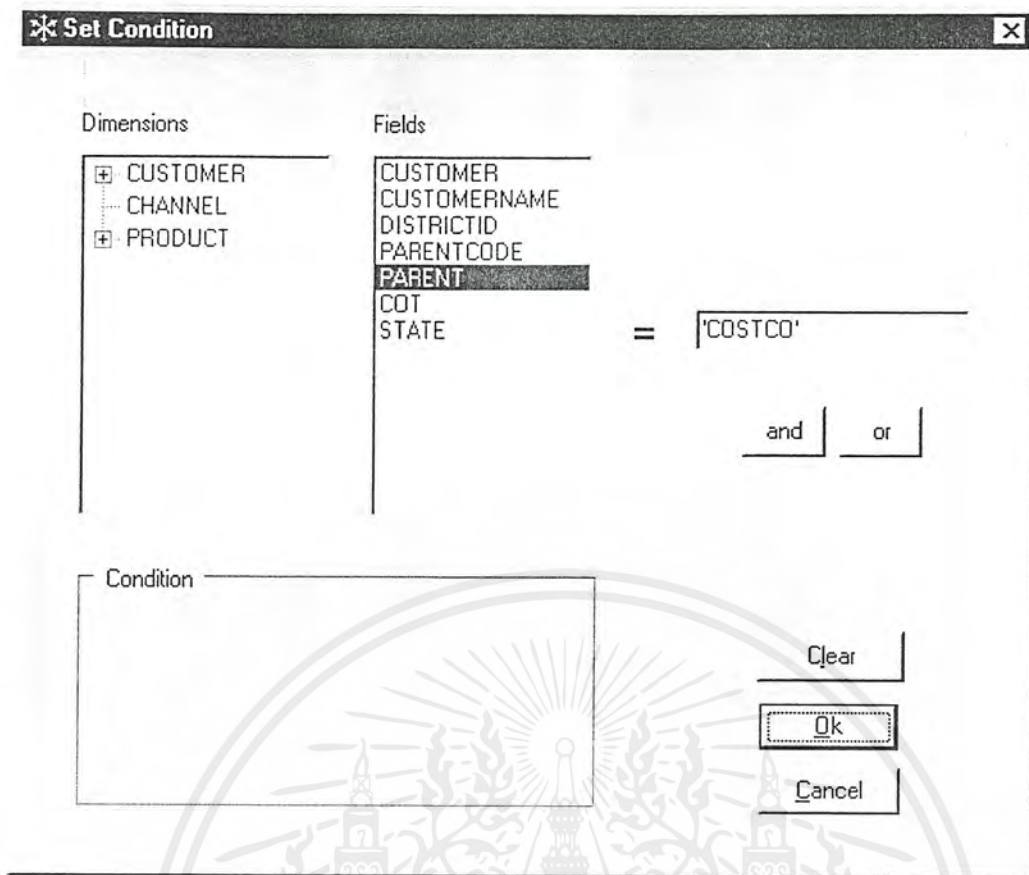 Set Condition
Dimensions
CUSTOMER
CHANNEL
PRODUCT
Fields
CUSTOMER
CUSTOMERNAME
DISTRICTID
PARENTCODE
PARENT
COT
STATE
=
'COSTCO'
and or
Condition
Clear
Ok
Cancel